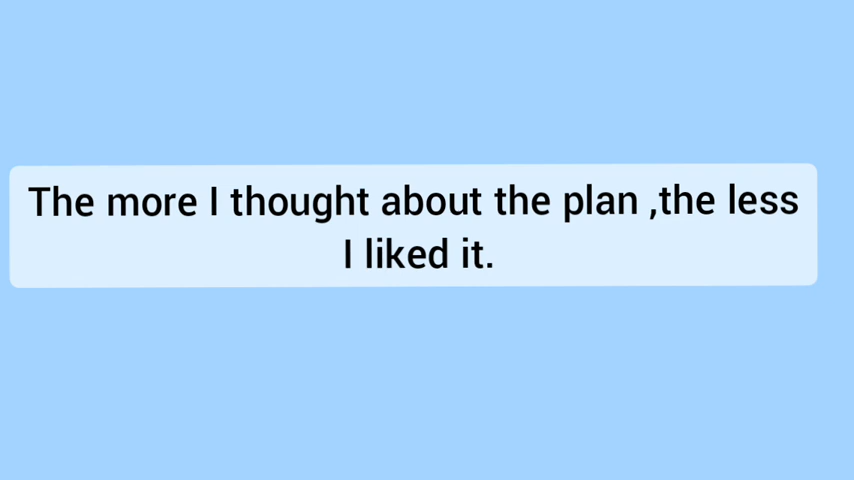 The more I thought about the plan ,the less
I liked it.